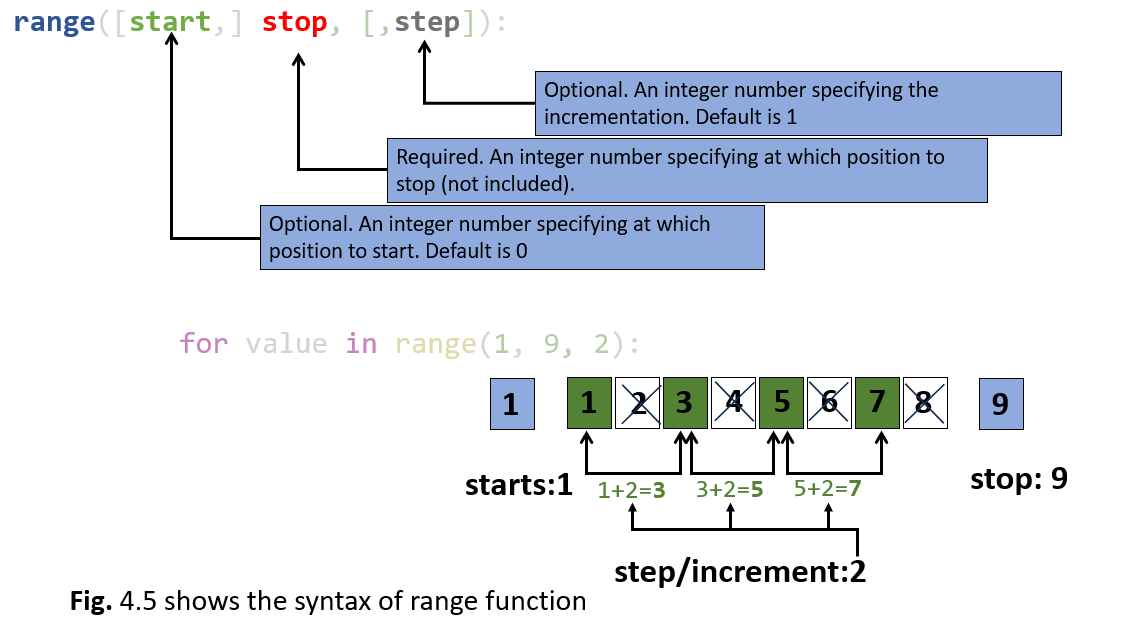 range([start,] stop, [,step]):
Optional. An integer number specifying the
incrementation. Default is 1
Required. An integer number specifying at which position to
stop (not included).
Optional. An integer number specifying at which
position to start. Default is 0
for value in range(1, 9, 2):
1 1 2 3 4 5 6 7 8 9
starts:1 1+2=3 3+2=5 5+2=7 stop: 9
step/increment:2
Fig. 4.5 shows the syntax of range function